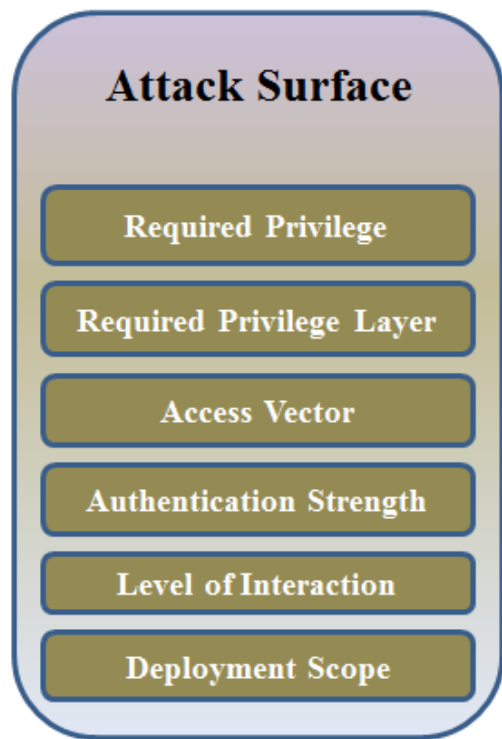 Attack Surface
Required Privilege
Required Privilege Layer
Access Vector
Authentication Strength
Level of Interaction
Deployment Scope